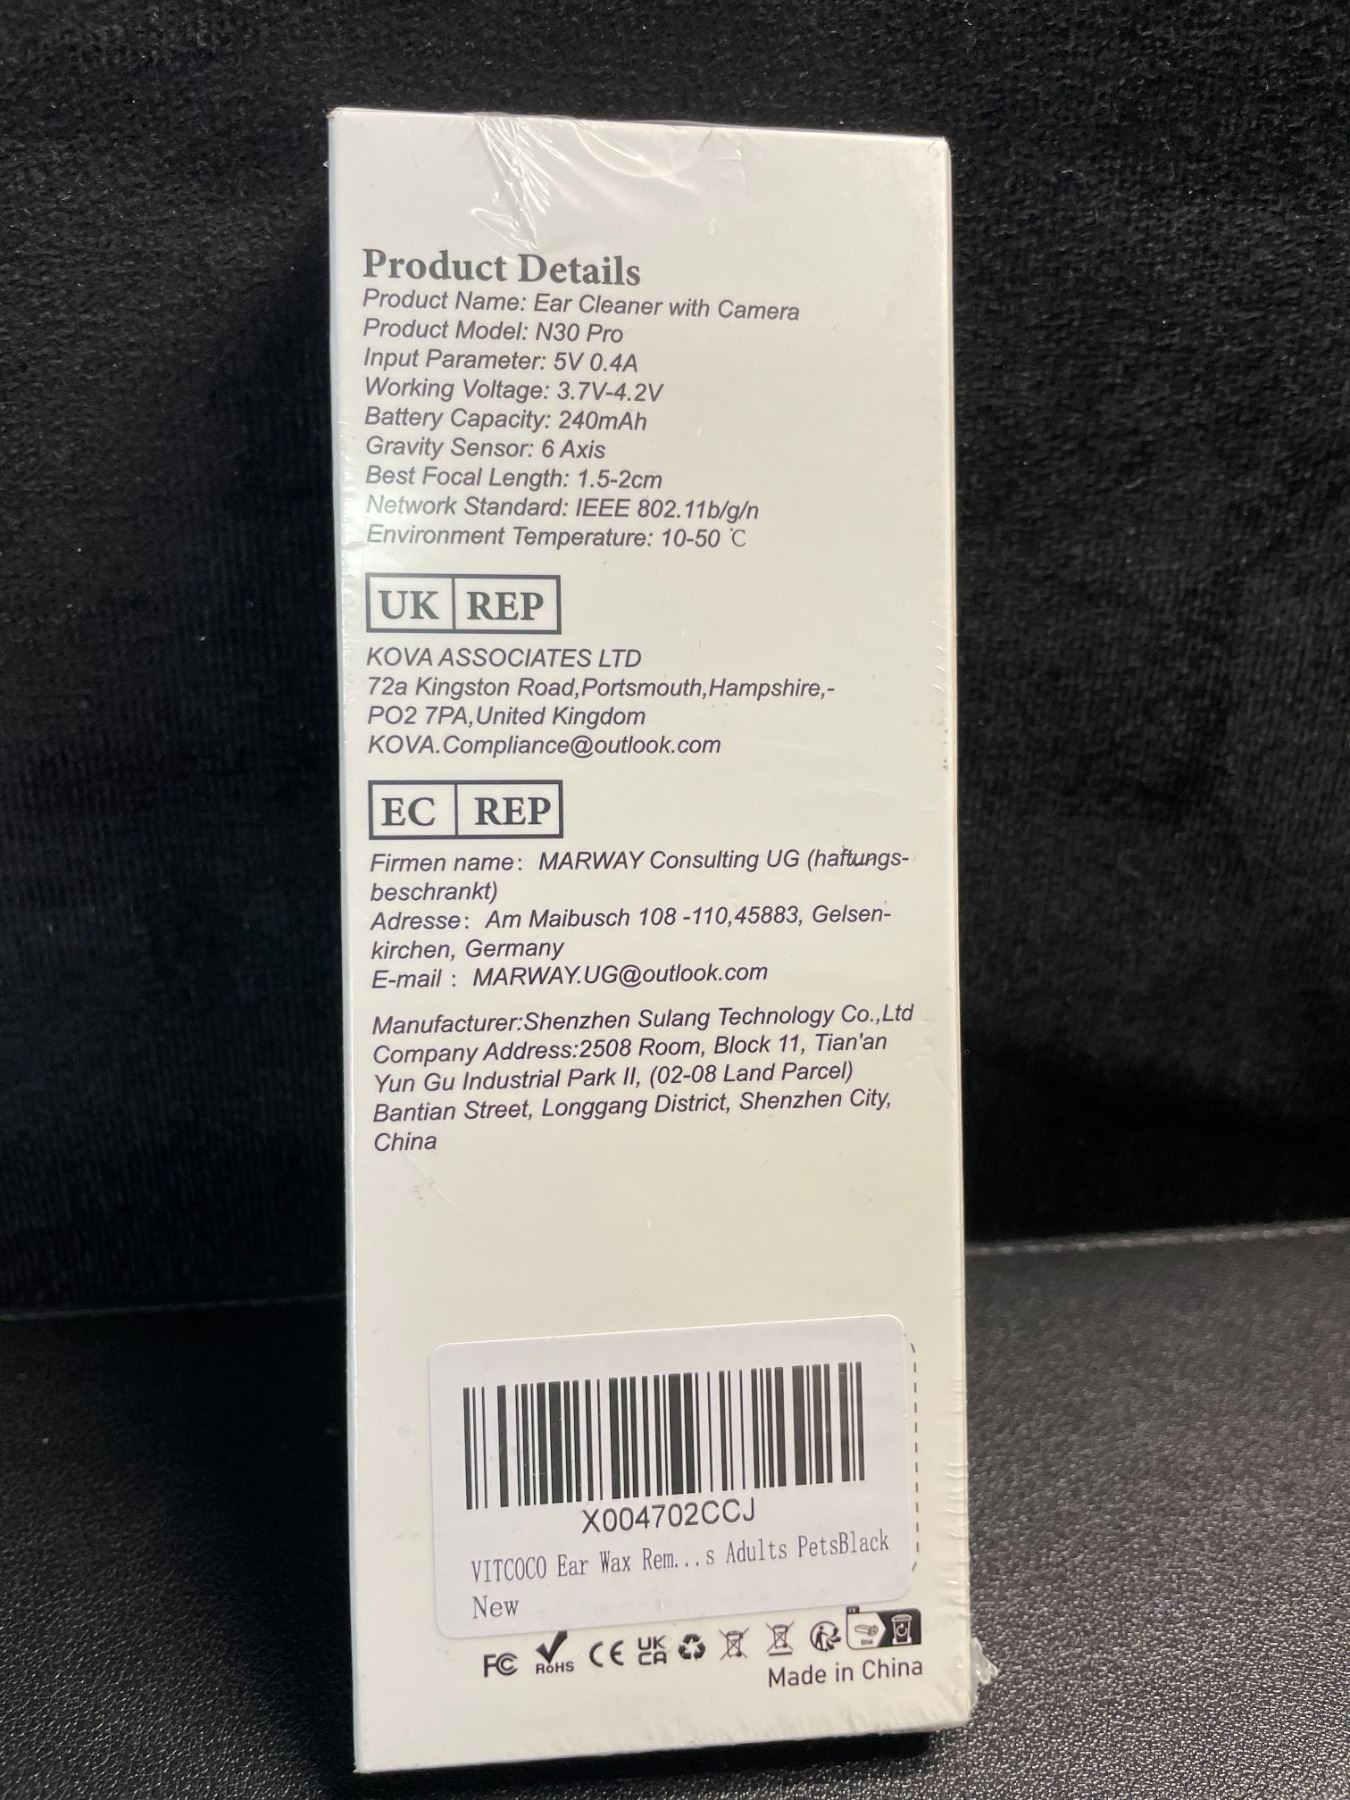 Product Details
Product Name: Ear Cleaner with Camera
Product Model: N30 Pro
Input Parameter: 5V 0.4A
Working Voltage: 3.7V-4.2V
Battery Capacity: 240mAh
Gravity Sensor: 6 Axis
Best Focal Length: 1.5-2cm
Network Standard: IEEE 802.11b/g/n
Environment Temperature: 10-50 ℃
UK REP
KOVA ASSOCIATES LTD
72a Kingston Road,Portsmouth,Hampshire,-
PO2 7PA,United Kingdom
KOVA.Compliance@outlook.com
EC REP
Firmen name: MARWAY Consulting UG (haftungs-
beschrankt)
Adresse: Am Maibusch 108 -110,45883, Gelsen-
kirchen, Germany
E-mail : MARWAY.UG@outlook.com
Manufacturer:Shenzhen Sulang Technology Co.,Ltd
Company Address:2508 Room, Block 11, Tian'an
Yun Gu Industrial Park II, (02-08 Land Parcel)
Bantian Street, Longgang District, Shenzhen City,
China
X004702CCJ
VITCOCO Ear Wax Rem...s Adults PetsBlack
New
FC RoHS CE UK CA
Made in China